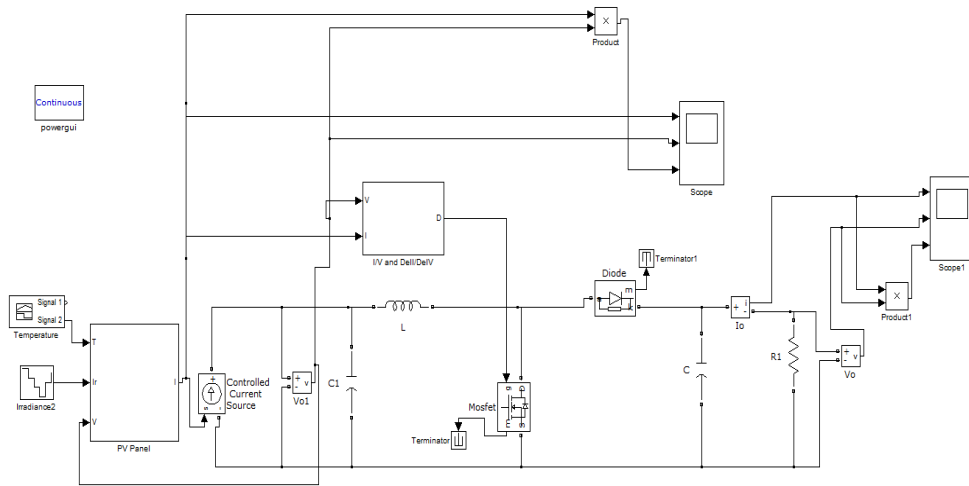 Product
Continuous
powergui
Scope
V
I
D
I/V and DelI/DelV
Scope1
Terminator1
Diode
m
k
Product1
Signal 1
Signal 2
Temperature
L
i
Io
T
Ir
V
I
PV Panel
Irradiance2
Controlled
Current
Source
s
v
Vo1
C1
g
D
m
S
Mosfet
Terminator
C
R1
v
Vo